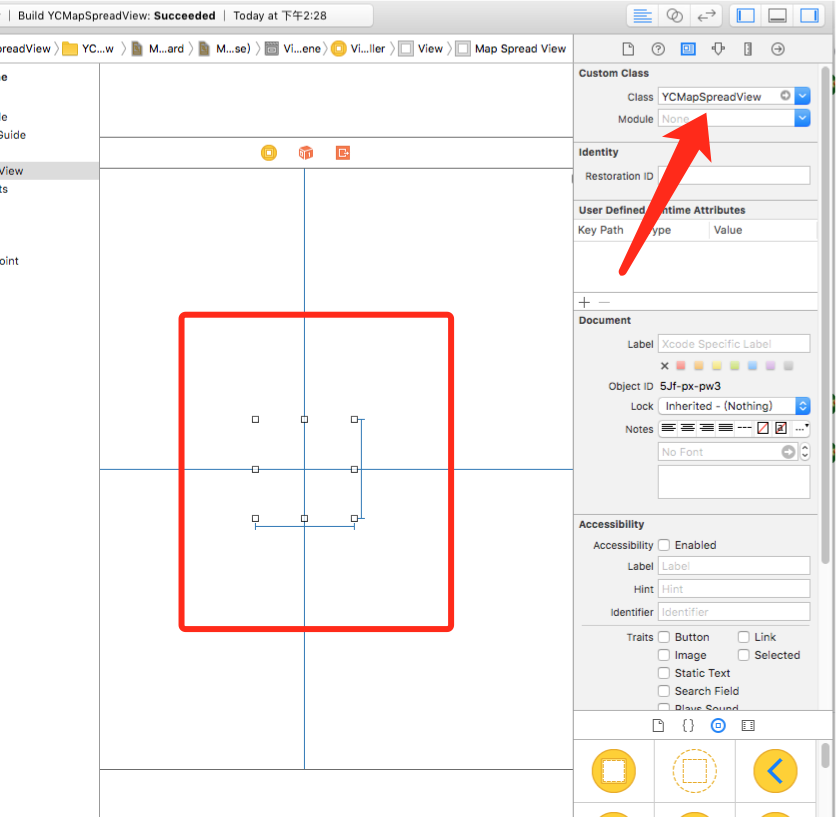 Build YCMapSpreadView: Succeeded | Today at 下午2:28
preadView YC...w M...ard M...se) Vi...ene Vi...ller View Map Spread View
e
Custom Class
Class YCMapSpreadView
Module None
le
Guide
Identity
View
Restoration ID
ts
User Defined Runtime Attributes
Key Path Type Value
oint
Document
Label Xcode Specific Label
Object ID 5Jf-px-pw3
Lock Inherited - (Nothing)
Notes
No Font
Accessibility
Accessibility Enabled
Label Label
Hint Hint
Identifier Identifier
Traits Button Link
Image Selected
Static Text
Search Field
Plays Sound